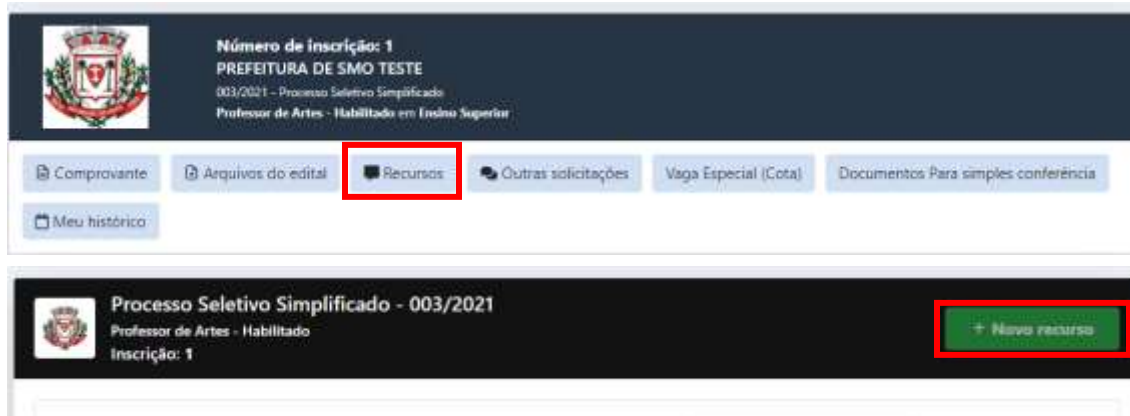 Número de inscrição: 1
PREFEITURA DE SMO TESTE
003/2021 - Processo Seletivo Simplificado
Professor de Artes - Habilitado em Ensino Superior
Comprovante
Arquivos do edital
Recursos
Outras solicitações
Vaga Especial (Cota)
Documentos Para simples conferência
Meu histórico
Processo Seletivo Simplificado - 003/2021
Professor de Artes - Habilitado
Inscrição: 1
+ Novo recurso